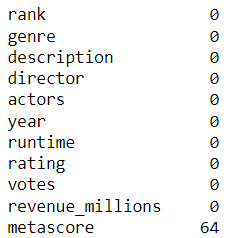 rank 0
genre 0
description 0
director 0
actors 0
year 0
runtime 0
rating 0
votes 0
revenue_millions 0
metascore 64